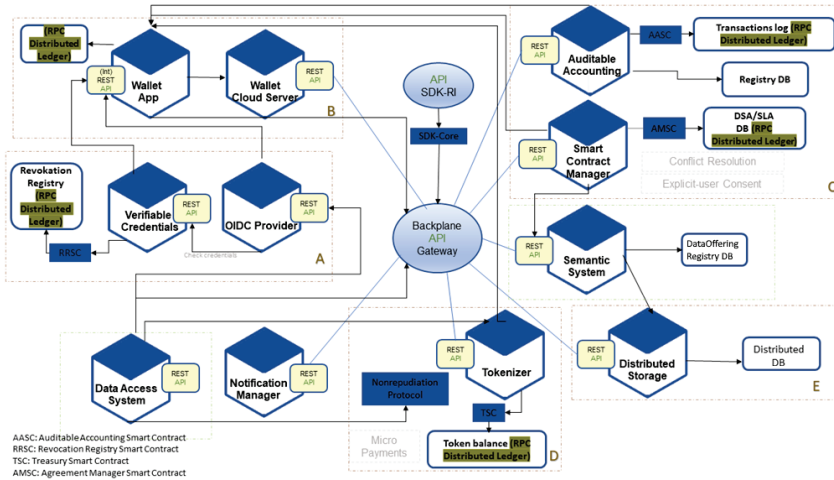 (RPC
Distributed
Ledger)
(Int)
REST
API
Wallet
App
Wallet
Cloud Server
REST
API
B
API
SDK-RI
SDK-Core
REST
API
Auditable
Accounting
AASC
Transactions log (RPC
Distributed Ledger)
Registry DB
REST
API
Smart
Contract
Manager
AMSC
DSA/SLA
DB (RPC
Distributed Ledger)
Conflict Resolution
Explicit-user Consent
C
Revokation
Registry
(RPC
Distributed
Ledger)
RRSC
Verifiable
Credentials
REST
API
OIDC Provider
REST
API
Check credentials
A
Backplane
API
Gateway
REST
API
Semantic
System
DataOffering
Registry DB
Data Access
System
REST
API
Notification
Manager
REST
API
Nonrepudiation
Protocol
REST
API
Tokenizer
TSC
Micro
Payments
Token balance (RPC
Distributed Ledger)
D
REST
API
Distributed
Storage
Distributed
DB
E
AASC: Auditable Accounting Smart Contract
RRSC: Revocation Registry Smart Contract
TSC: Treasury Smart Contract
AMSC: Agreement Manager Smart Contract